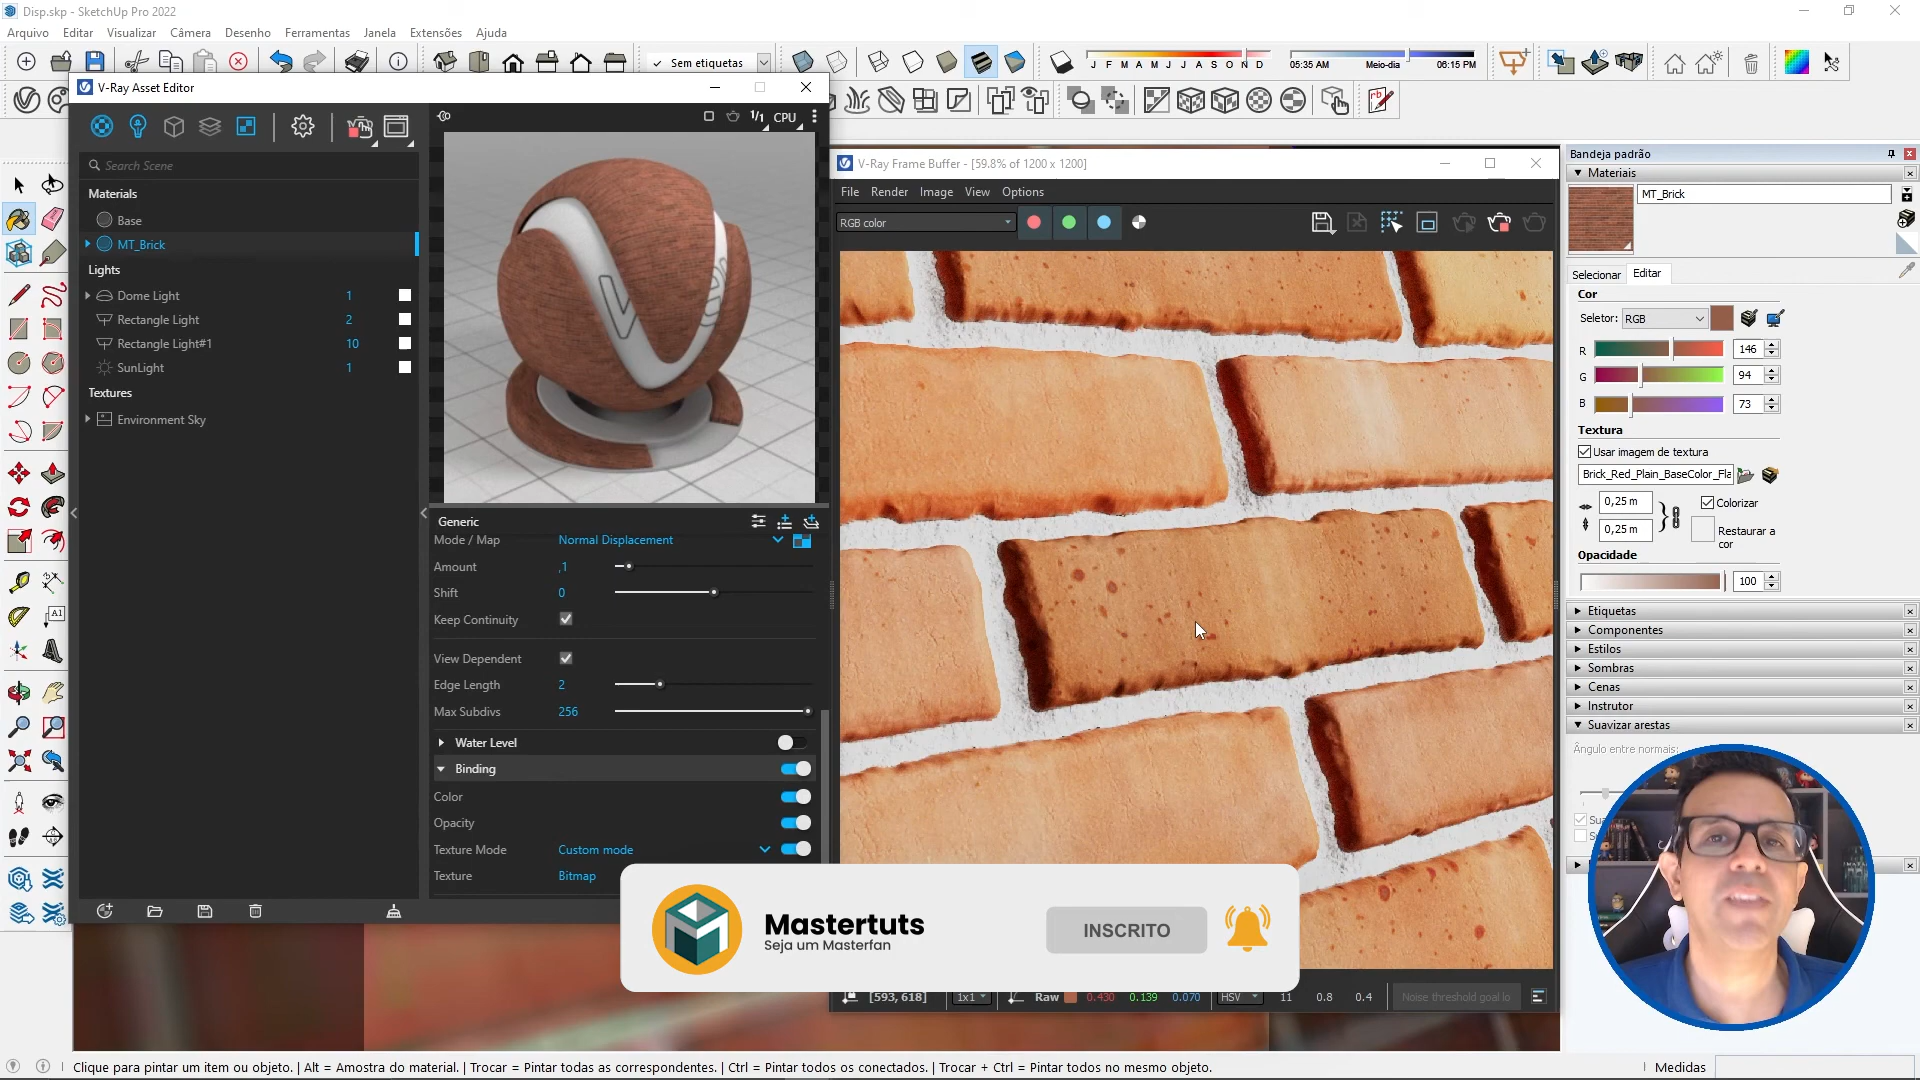 Disp.skp - SketchUp Pro 2022
Arquivo Editar Visualizar Câmera Desenho Ferramentas Janela Extensões Ajuda
Sem etiquetas
J F M A M J J A S O N D
05:35 AM Meio-dia 06:15 PM
V-Ray Asset Editor
1/1 CPU
Search Scene
Materials
Base
MT_Brick
Lights
Dome Light 1
Rectangle Light 2
Rectangle Light#1 10
SunLight 1
Textures
Environment Sky
Generic
Mode / Map Normal Displacement
Amount ,1
Shift 0
Keep Continuity
View Dependent
Edge Length 2
Max Subdivs 256
Water Level
Binding
Color
Opacity
Texture Mode Custom mode
Texture Bitmap
V-Ray Frame Buffer - [59.8% of 1200 x 1200]
File Render Image View Options
RGB color
[593, 618] 1x1 Raw 0.430 0.139 0.070 HSV 11 0.8 0.4 Noise threshold goal lo
Mastertuts
Seja um Masterfan
INSCRITO
Bandeja padrão
Materiais
MT_Brick
Selecionar Editar
Cor
Seletor: RGB
R 146
G 94
B 73
Textura
Usar imagem de textura
Brick_Red_Plain_BaseColor_Fla
0,25 m
Colorizar
0,25 m
Restaurar a
cor
Opacidade
100
Etiquetas
Componentes
Estilos
Sombras
Cenas
Instrutor
Suavizar arestas
Ângulo entre normais:
A1
Clique para pintar um item ou objeto. | Alt = Amostra do material. | Trocar = Pintar todas as correspondentes. | Ctrl = Pintar todos os conectados. | Trocar + Ctrl = Pintar todos no mesmo objeto.
Medidas